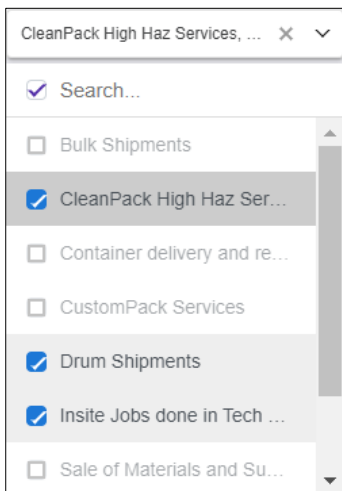 CleanPack High Haz Services, ...
Search...
Bulk Shipments
CleanPack High Haz Ser...
Container delivery and re...
CustomPack Services
Drum Shipments
Insite Jobs done in Tech ...
Sale of Materials and Su...